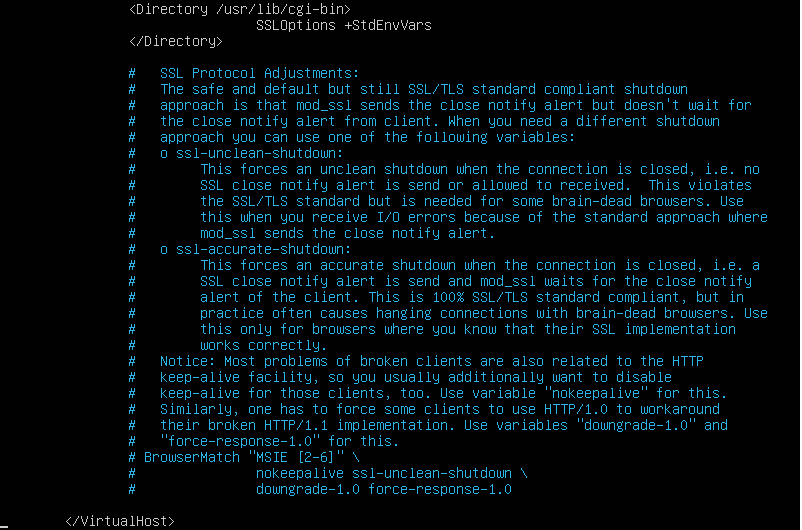 <Directory /usr/lib/cgi-bin>
SSLOptions +StdEnvVars
</Directory>
#   SSL Protocol Adjustments:
#   The safe and default but still SSL/TLS standard compliant shutdown
#   approach is that mod_ssl sends the close notify alert but doesn't wait for
#   the close notify alert from client. When you need a different shutdown
#   approach you can use one of the following variables:
#   o ssl-unclean-shutdown:
#        This forces an unclean shutdown when the connection is closed, i.e. no
#        SSL close notify alert is send or allowed to received.  This violates
#        the SSL/TLS standard but is needed for some brain-dead browsers. Use
#        this when you receive I/O errors because of the standard approach where
#        mod_ssl sends the close notify alert.
#   o ssl-accurate-shutdown:
#        This forces an accurate shutdown when the connection is closed, i.e. a
#        SSL close notify alert is send and mod_ssl waits for the close notify
#        alert of the client. This is 100% SSL/TLS standard compliant, but in
#        practice often causes hanging connections with brain-dead browsers. Use
#        this only for browsers where you know that their SSL implementation
#        works correctly.
#   Notice: Most problems of broken clients are also related to the HTTP
#   keep-alive facility, so you usually additionally want to disable
#   keep-alive for those clients, too. Use variable "nokeepalive" for this.
#   Similarly, one has to force some clients to use HTTP/1.0 to workaround
#   their broken HTTP/1.1 implementation. Use variables "downgrade-1.0" and
#   "force-response-1.0" for this.
# BrowserMatch "MSIE [2-6]" \
#               nokeepalive ssl-unclean-shutdown \
#               downgrade-1.0 force-response-1.0
</VirtualHost>